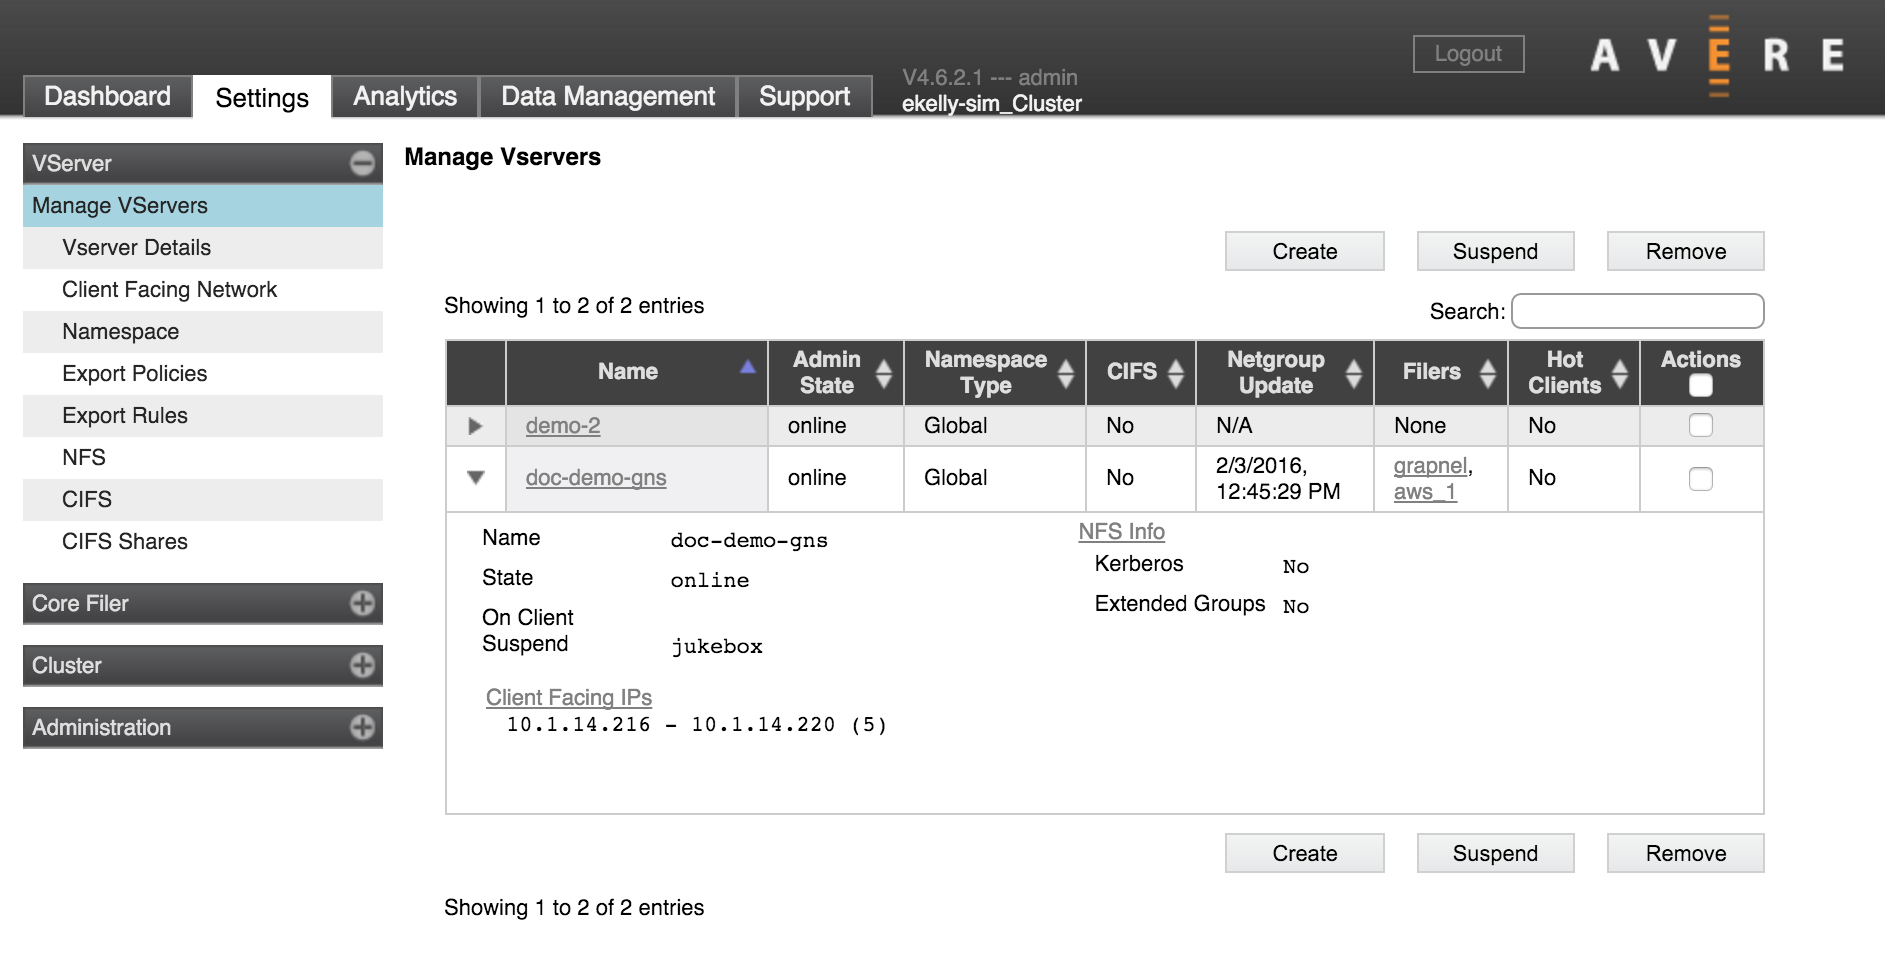 Logout
AVERE
V4.6.2.1 --- admin
ekelly-sim_Cluster
Dashboard Settings Analytics Data Management Support
VServer
Manage VServers
Vserver Details
Client Facing Network
Namespace
Export Policies
Export Rules
NFS
CIFS
CIFS Shares
Core Filer
Cluster
Administration
Manage Vservers
Create Suspend Remove
Showing 1 to 2 of 2 entries
Search:
Name Admin State Namespace Type CIFS Netgroup Update Filers Hot Clients Actions
demo-2 online Global No N/A None No
doc-demo-gns online Global No 2/3/2016, 12:45:29 PM grapnel, aws_1 No
Name doc-demo-gns
State online
On Client Suspend jukebox
Client Facing IPs
10.1.14.216 - 10.1.14.220 (5)
NFS Info
Kerberos No
Extended Groups No
Create Suspend Remove
Showing 1 to 2 of 2 entries